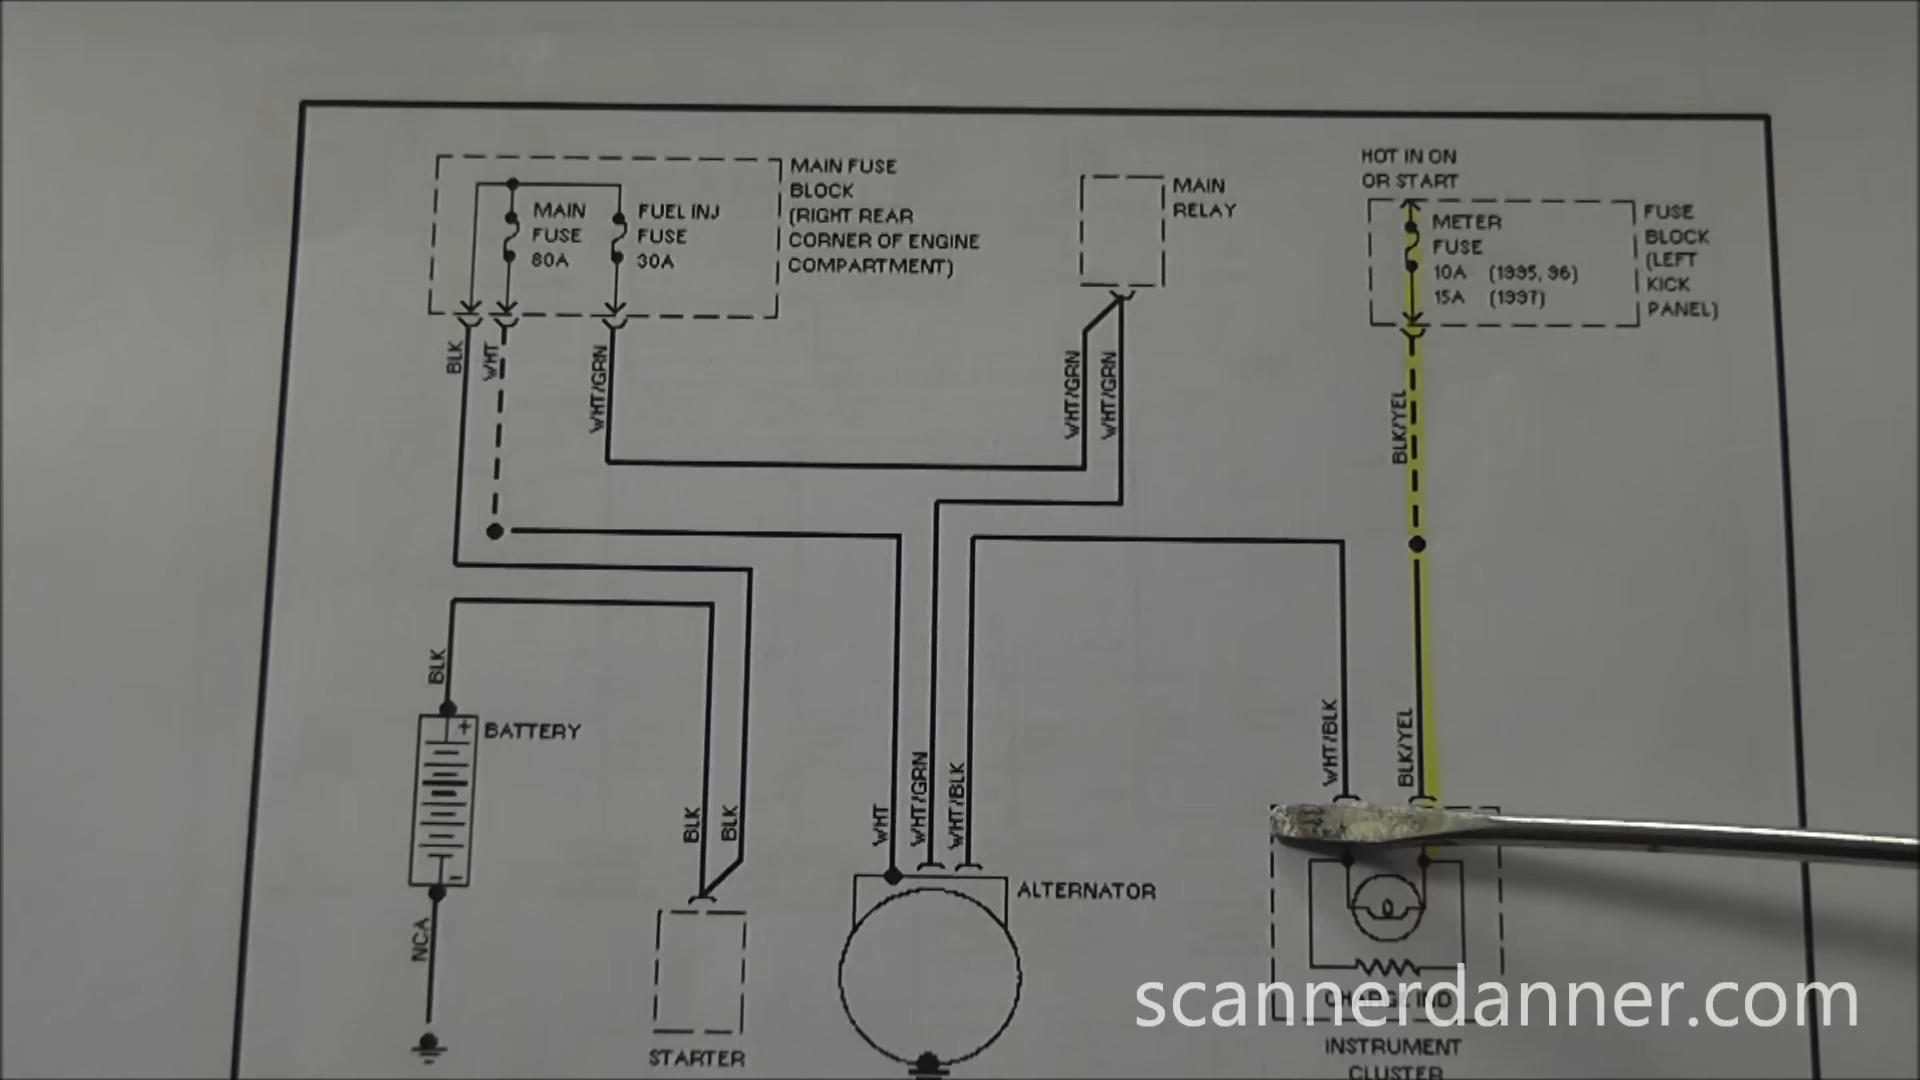 MAIN FUSE
BLOCK
(RIGHT REAR
CORNER OF ENGINE
COMPARTMENT)
MAIN
FUSE
80A
FUEL INJ
FUSE
30A
MAIN
RELAY
HOT IN ON
OR START
METER
FUSE
10A (1995, 96)
15A (1997)
FUSE
BLOCK
(LEFT
KICK
PANEL)
BLK
WHT
WHT/GRN
WHT/GRN
WHT/GRN
BLK/YEL
BLK
+
BATTERY
-
NCA
BLK
BLK
WHT
WHT/GRN
WHT/BLK
WHT/BLK
BLK/YEL
STARTER
ALTERNATOR
CHARGE IND
INSTRUMENT
CLUSTER
scannerdanner.com